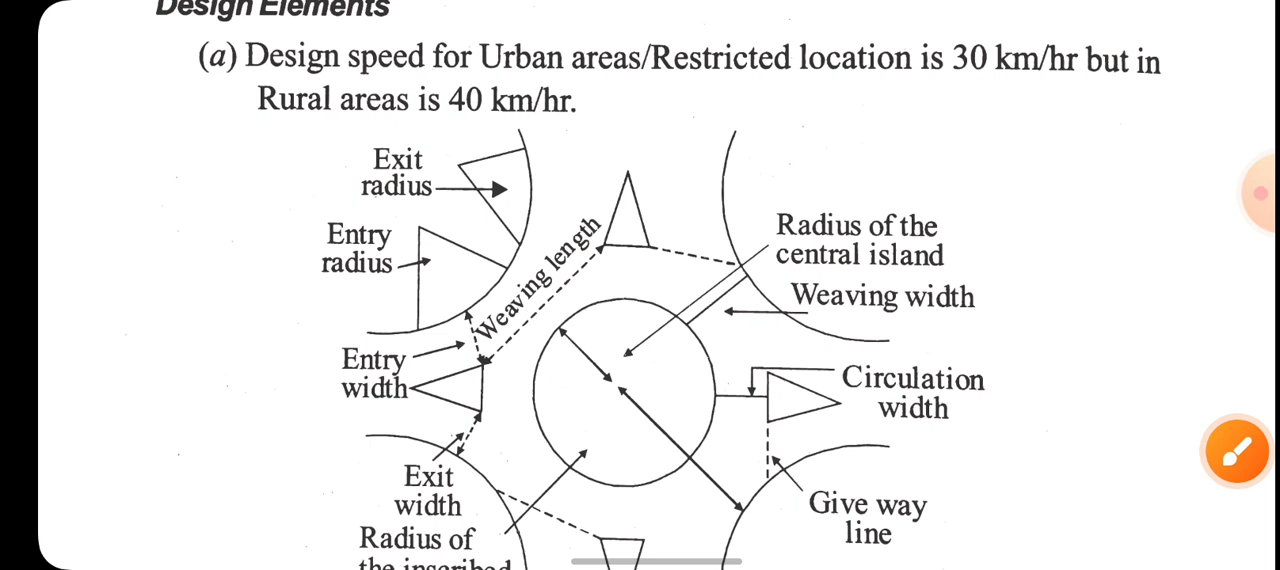 Design Elements
(a) Design speed for Urban areas/Restricted location is 30 km/hr but in
Rural areas is 40 km/hr.
Exit
radius
Entry
radius
Weaving length
Radius of the
central island
Weaving width
Entry
width
Circulation
width
Exit
width
Give way
line
Radius of
the inscribed